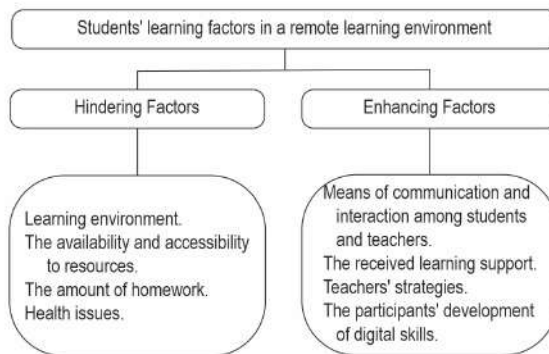 Students' learning factors in a remote learning environment
Hindering Factors
Enhancing Factors
Learning environment.
The availability and accessibility
to resources.
The amount of homework.
Health issues.
Means of communication and
interaction among students
and teachers.
The received learning support.
Teachers' strategies.
The participants' development
of digital skills.